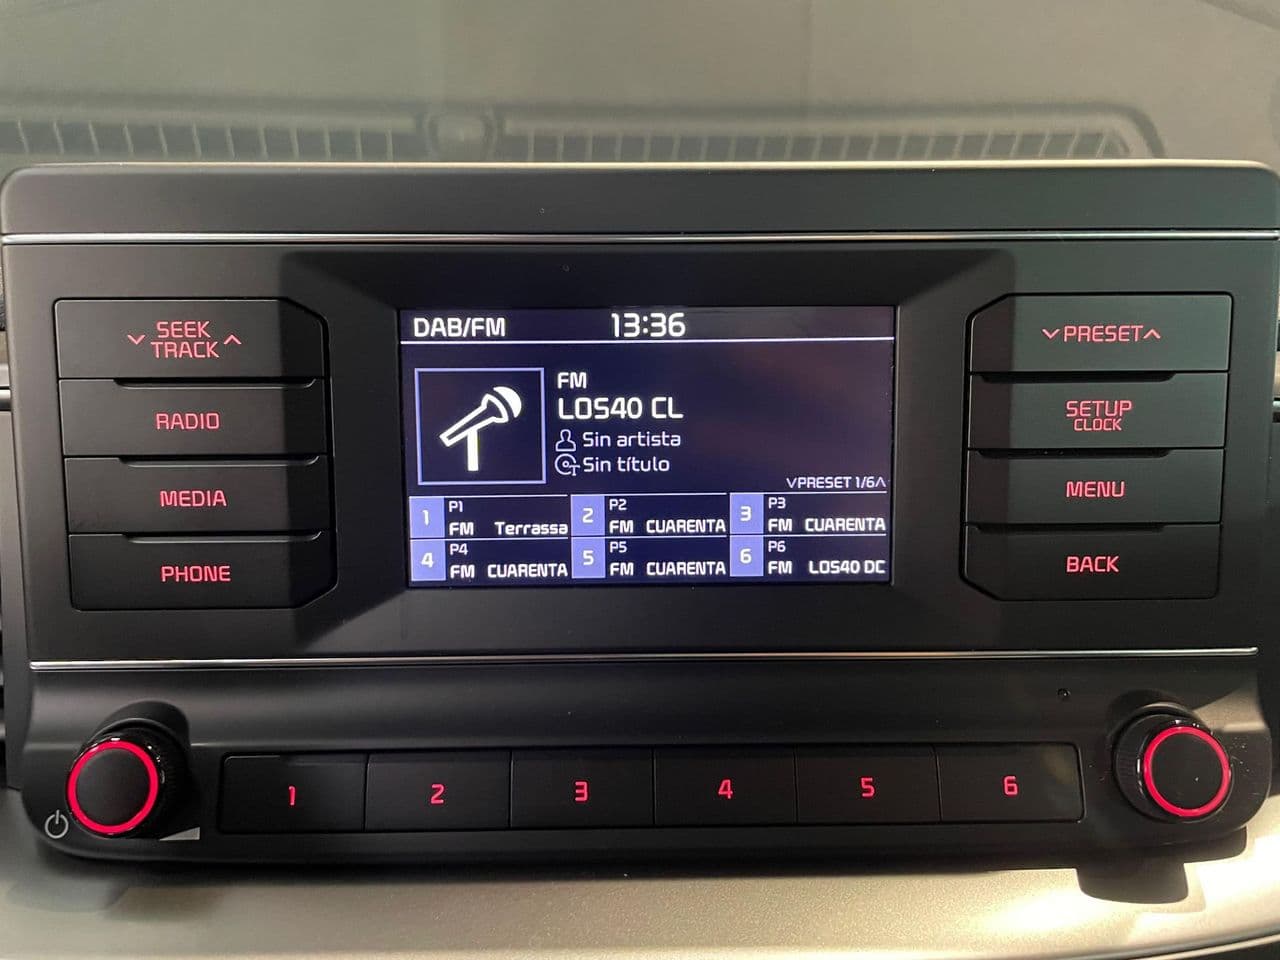 SEEK
TRACK
RADIO
MEDIA
PHONE
DAB/FM 13:36
FM
LOS40 CL
Sin artista
Sin título
PRESET 1/6
1 P1
FM Terrassa
2 P2
FM CUARENTA
3 P3
FM CUARENTA
4 P4
FM CUARENTA
5 P5
FM CUARENTA
6 P6
FM LOS40 DC
PRESET
SETUP
CLOCK
MENU
BACK
1 2 3 4 5 6